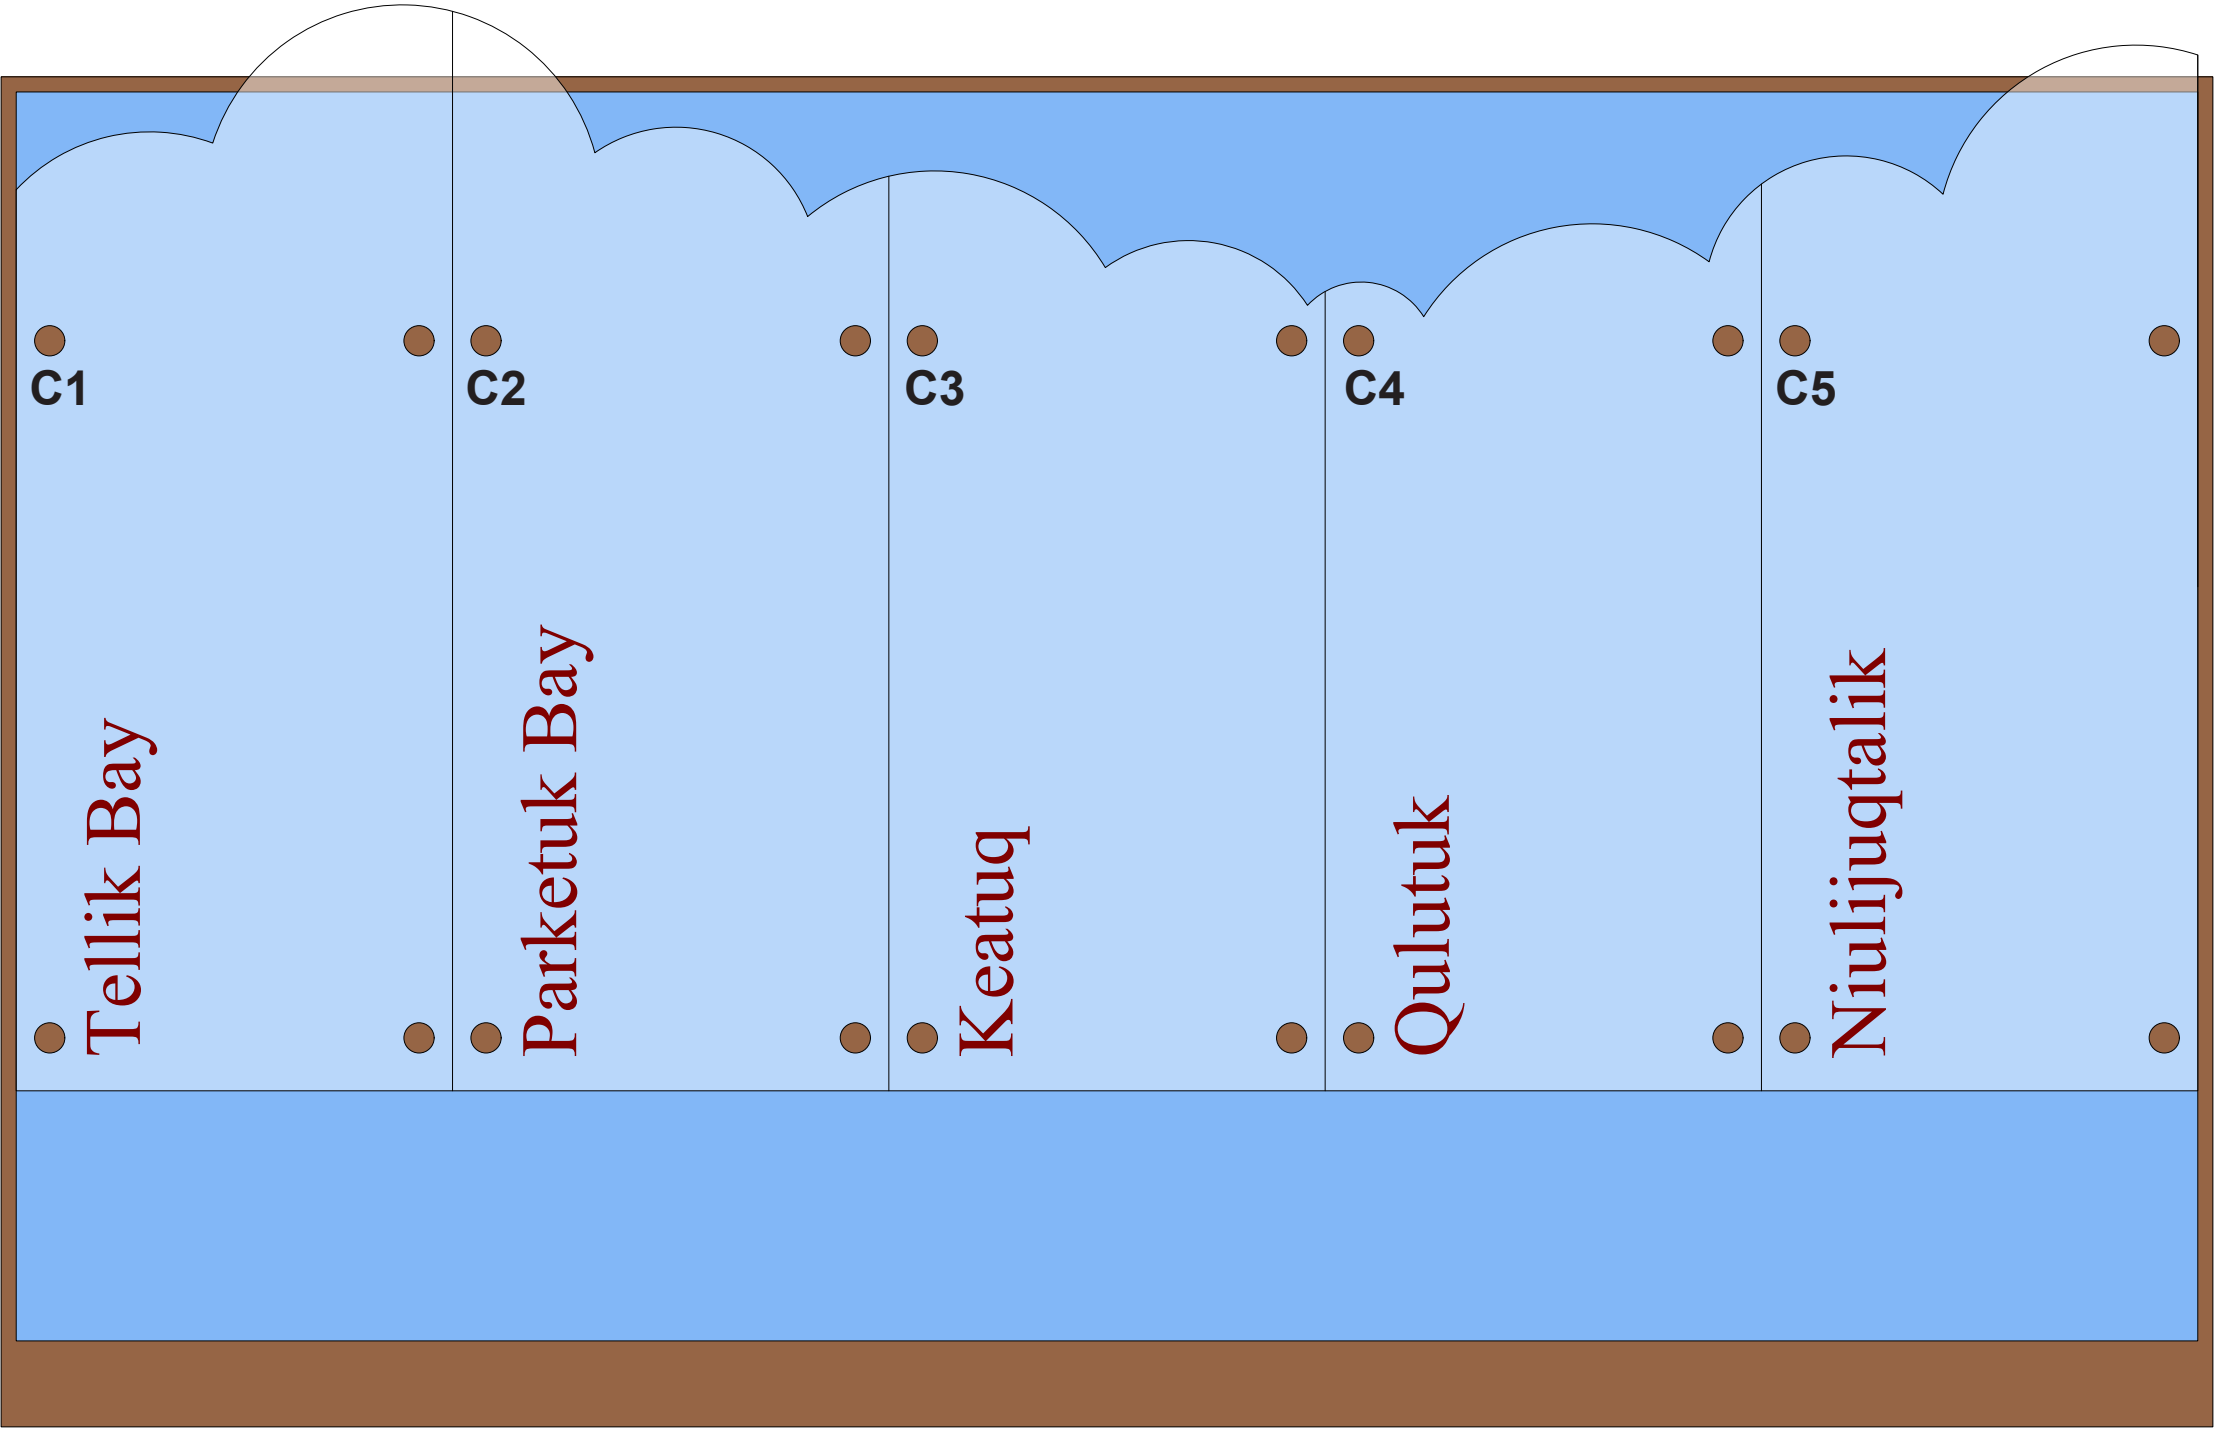 C1
C2
C3
C4
C5
Tellik Bay
Parketuk Bay
Keatuq
Qulutuk
Niulijuqtalik